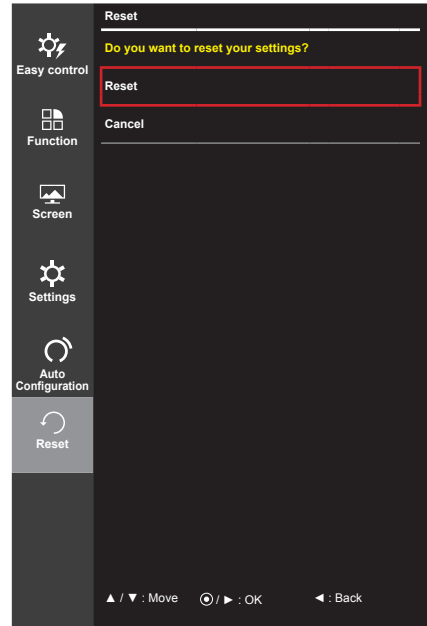 Easy control
Function
Screen
Settings
Auto
Configuration
Reset
Reset
Do you want to reset your settings?
Reset
Cancel
▲ / ▼ : Move
/ ► : OK
◄ : Back